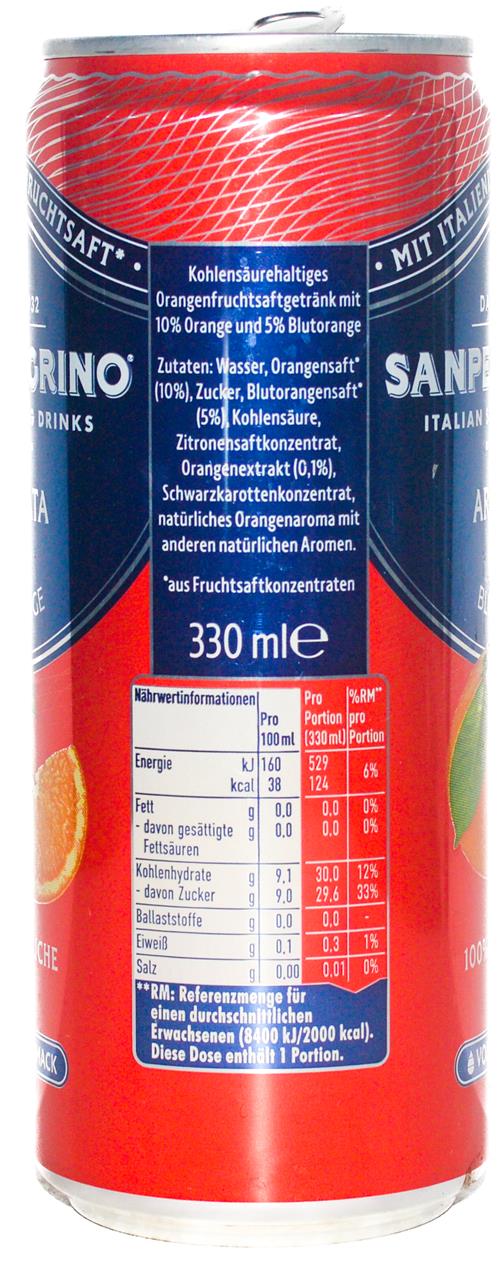 RUCHTSAFT* •
• MIT ITALIEN
GRINO®
DRINKS
SANPE
ITALIAN
Kohlensäurehaltiges
Orangenfruchtsaftgetränk mit
10% Orange und 5% Blutorange
Zutaten: Wasser, Orangensaft*
(10%), Zucker, Blutorangensaft*
(5%), Kohlensäure,
Zitronensaftkonzentrat,
Orangenextrakt (0,1%),
Schwarzkarottenkonzentrat,
natürliches Orangenaroma mit
anderen natürlichen Aromen.
*aus Fruchtsaftkonzentraten
330 ml e
Nährwertinformationen Pro 100 ml Pro Portion (330 ml) %RM** pro Portion
Energie kJ 160 529 6%
kcal 38 124
Fett g 0,0 0,0 0%
- davon gesättigte g 0,0 0,0 0%
Fettsäuren
Kohlenhydrate g 9,1 30,0 12%
- davon Zucker g 9,0 29,6 33%
Ballaststoffe g 0,0 0,0 -
Eiweiß g 0,1 0,3 1%
Salz g 0,00 0,01 0%
**RM: Referenzmenge für
einen durchschnittlichen
Erwachsenen (8400 kJ/2000 kcal).
Diese Dose enthält 1 Portion.
CHE
100%
MACK
VO